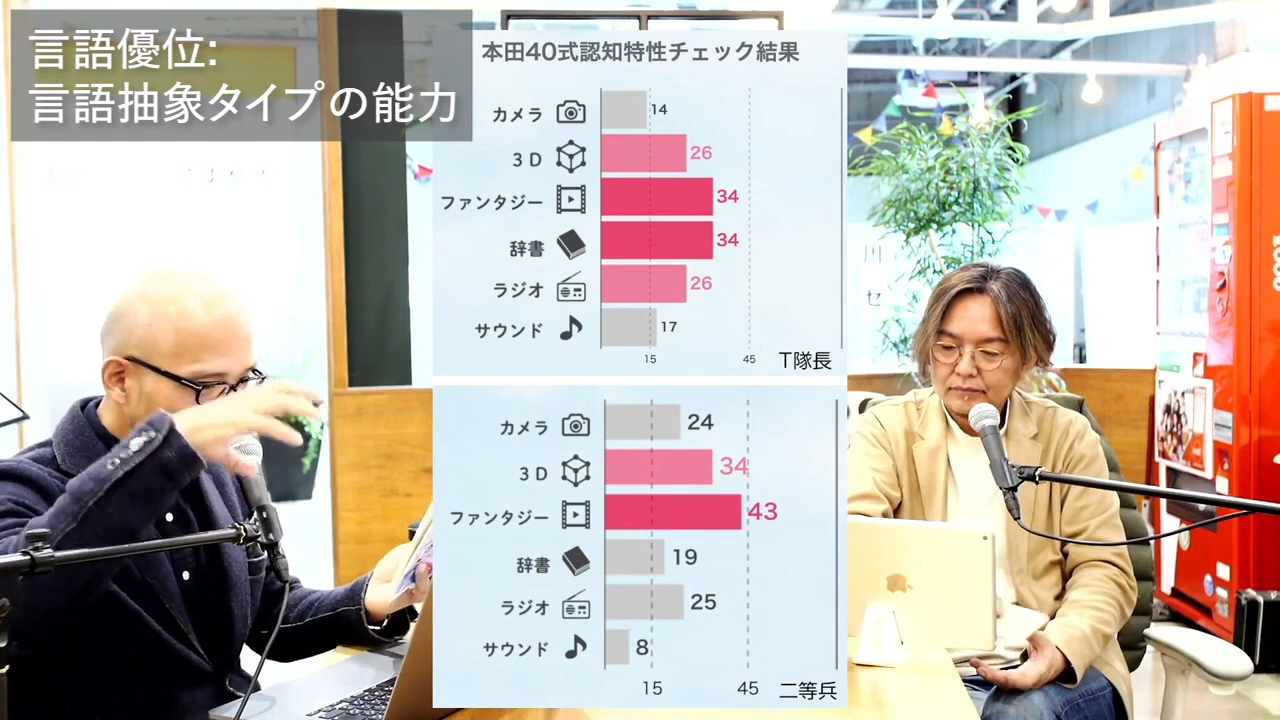 言語優位:
言語抽象タイプの能力
本田40式認知特性チェック結果
カメラ 14
3D 26
ファンタジー 34
辞書 34
ラジオ 26
サウンド 17
15 45 T隊長
カメラ 24
3D 34
ファンタジー 43
辞書 19
ラジオ 25
サウンド 8
15 45 二等兵
川
セ